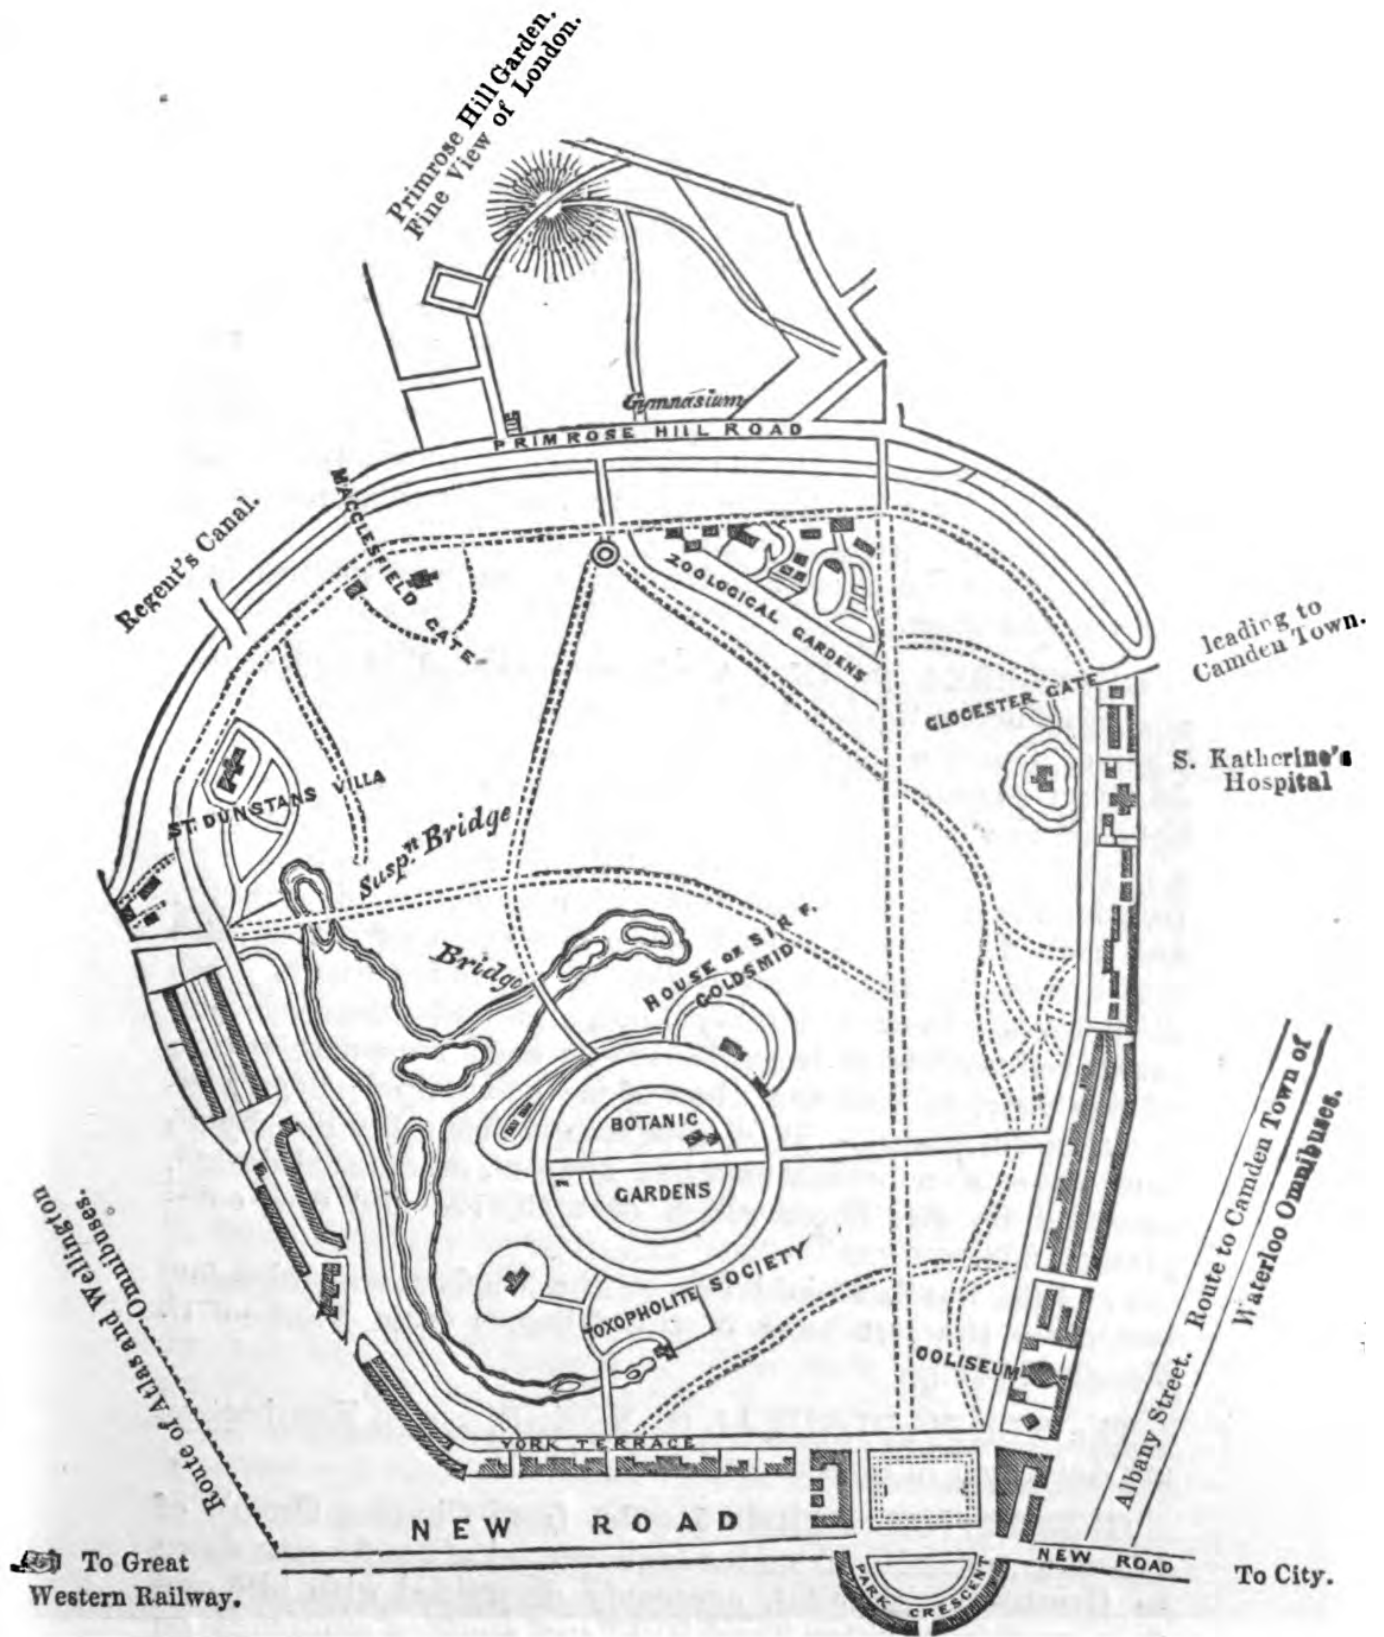 Primrose Hill Garden.
Fine View of London.
Gymnasium
PRIMROSE HILL ROAD
MACCLESFIELD GATE
Regent's Canal.
ZOOLOGICAL GARDENS
leading to
Camden Town.
GLOCESTER GATE
S. Katherine's
Hospital
ST. DUNSTANS VILLA
Suspn. Bridge
Bridge
HOUSE OF SIR F.
GOLDSMID
BOTANIC
GARDENS
TOXOPHOLITE SOCIETY
COLISEUM
Route of Atlas and Wellington
Omnibuses.
Albany Street. Route to Camden Town of
Waterloo Omnibuses.
YORK TERRACE
NEW ROAD
NEW ROAD
PARK CRESCENT
To Great
Western Railway.
To City.